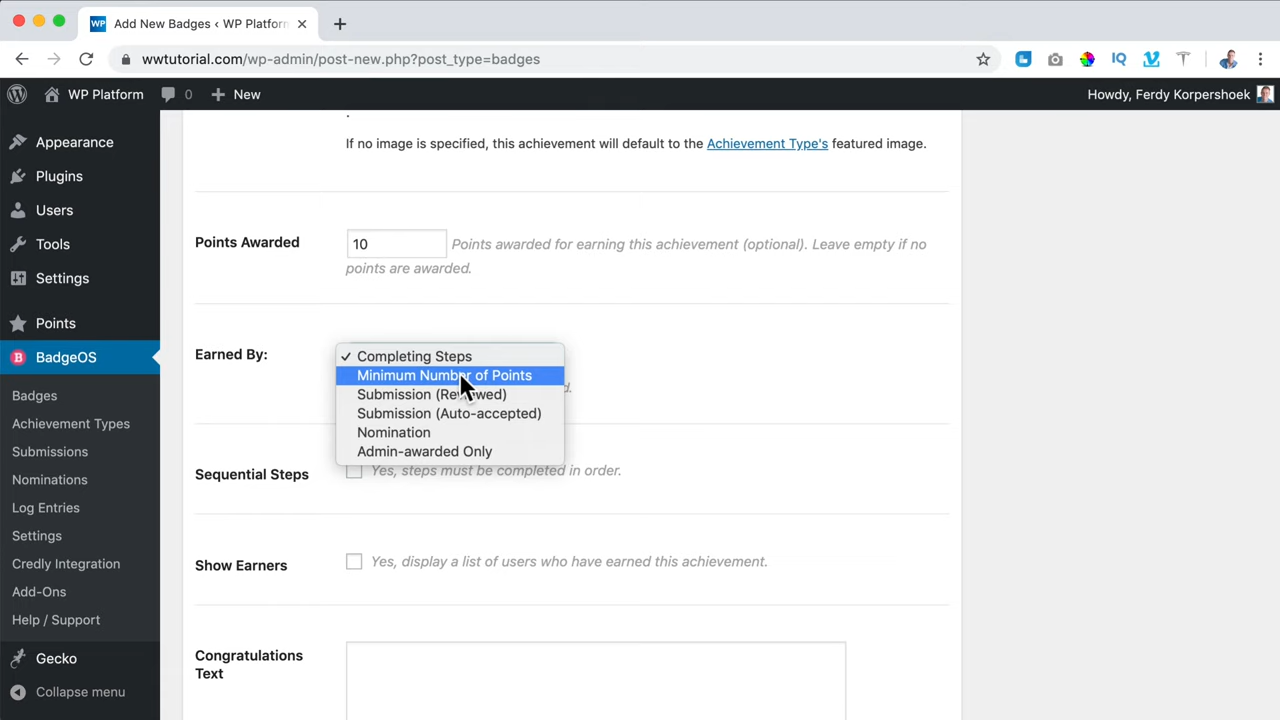 WP Add New Badges ‹ WP Platform
wwtutorial.com/wp-admin/post-new.php?post_type=badges
IQ
WP Platform 0 New Howdy, Ferdy Korpershoek
Appearance
Plugins
Users
Tools
Settings
Points
B BadgeOS
Badges
Achievement Types
Submissions
Nominations
Log Entries
Settings
Credly Integration
Add-Ons
Help / Support
Gecko
Collapse menu
.
If no image is specified, this achievement will default to the Achievement Type's featured image.
Points Awarded
10 Points awarded for earning this achievement (optional). Leave empty if no
points are awarded.
Earned By:
✓ Completing Steps
Minimum Number of Points
Submission (Reviewed)
Submission (Auto-accepted)
Nomination
Admin-awarded Only
d.
Sequential Steps
Yes, steps must be completed in order.
Show Earners
Yes, display a list of users who have earned this achievement.
Congratulations
Text